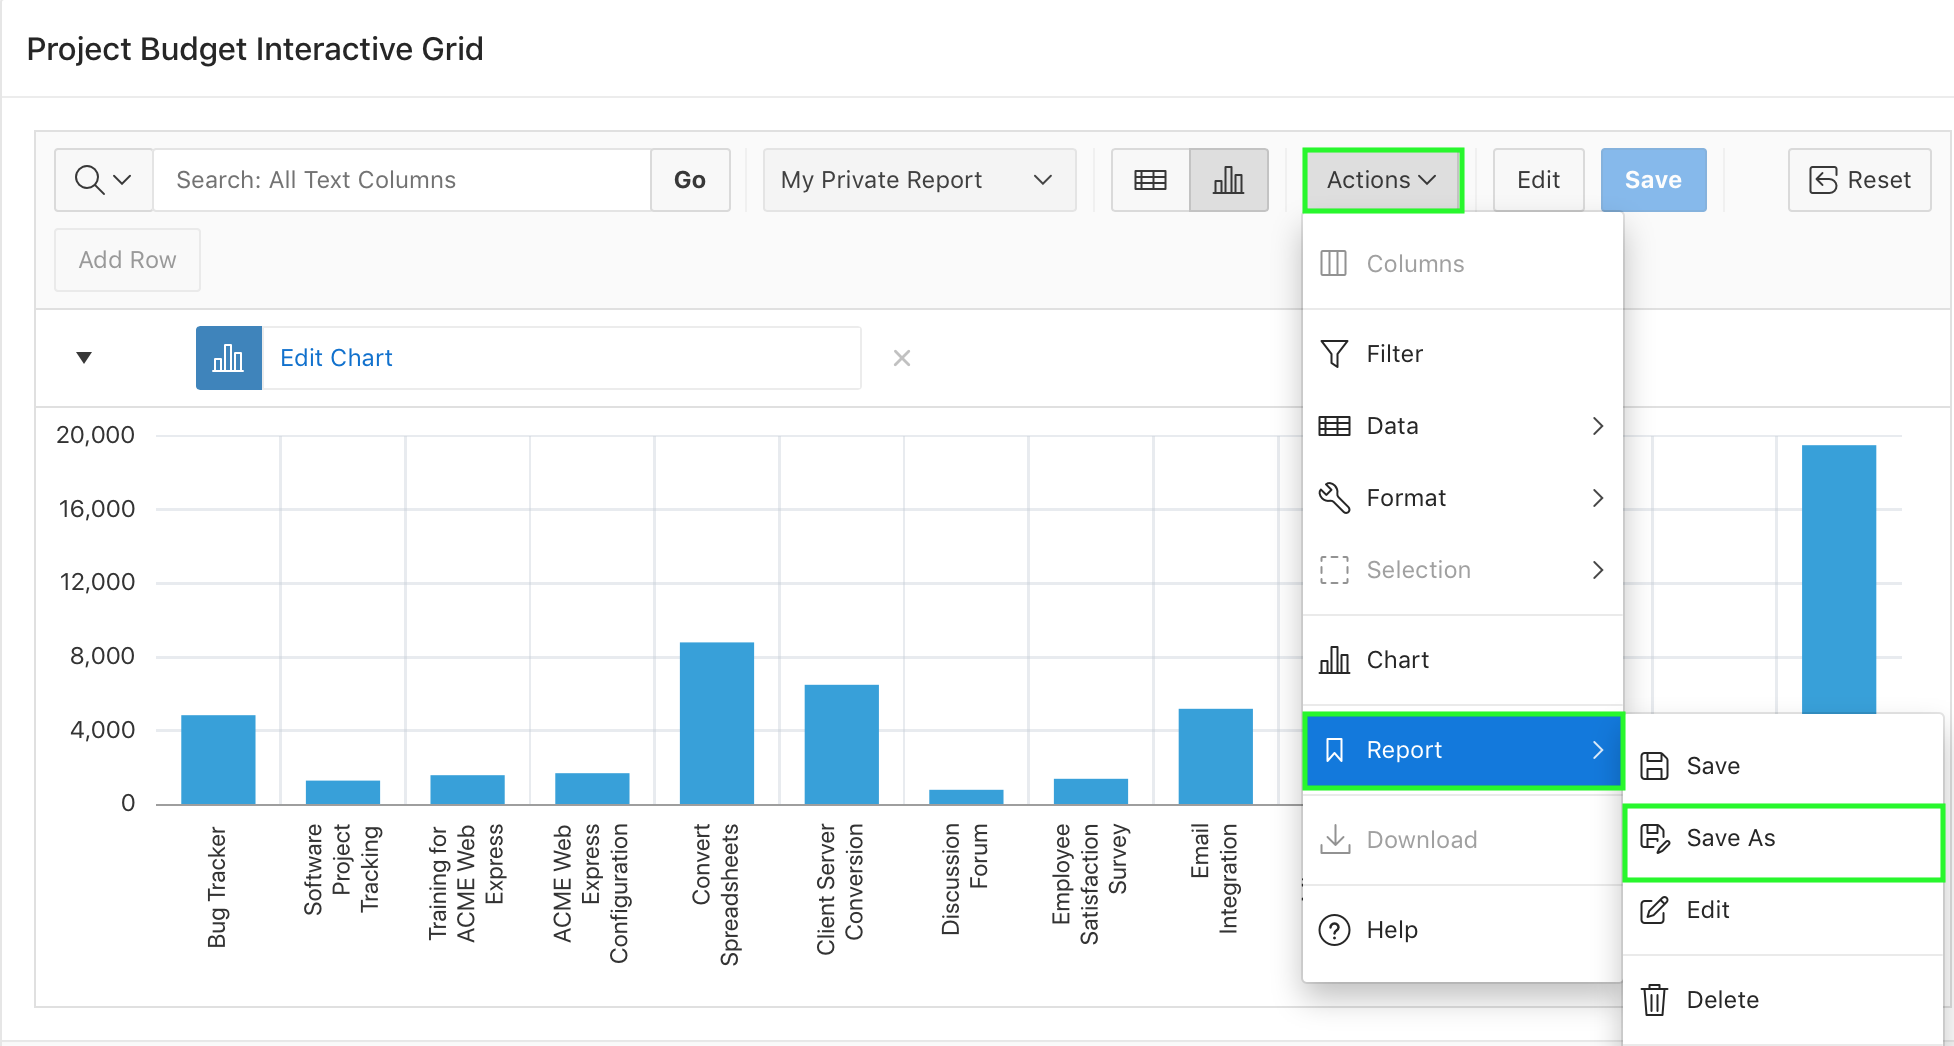 Project Budget Interactive Grid
Search: All Text Columns
Go
My Private Report
Actions
Edit
Save
Reset
Add Row
Edit Chart
Columns
Filter
Data
Format
Selection
Chart
Report
Download
Help
Save
Save As
Edit
Delete
20,000
16,000
12,000
8,000
4,000
0
Bug Tracker
Software
Project
Tracking
Training for
ACME Web
Express
ACME Web
Express
Configuration
Convert
Spreadsheets
Client Server
Conversion
Discussion
Forum
Employee
Satisfaction
Survey
Email
Integration